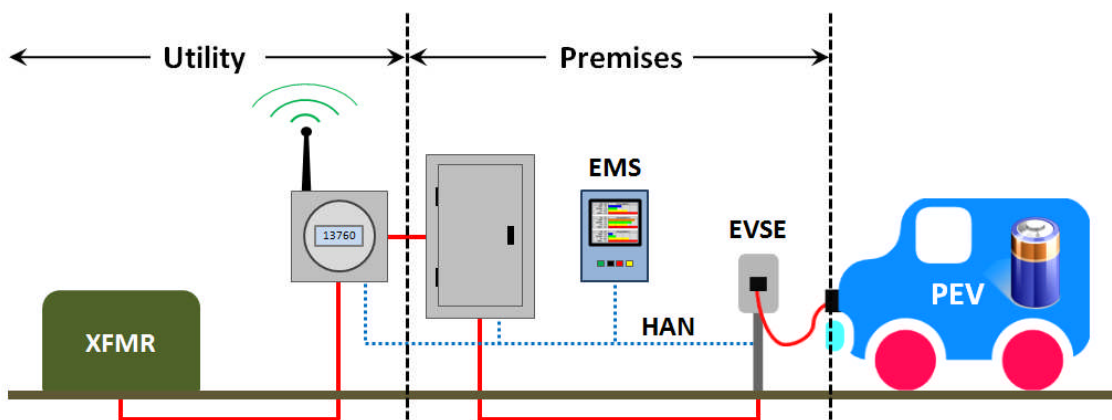 Utility
Premises
EMS
13760
EVSE
PEV
HAN
XFMR